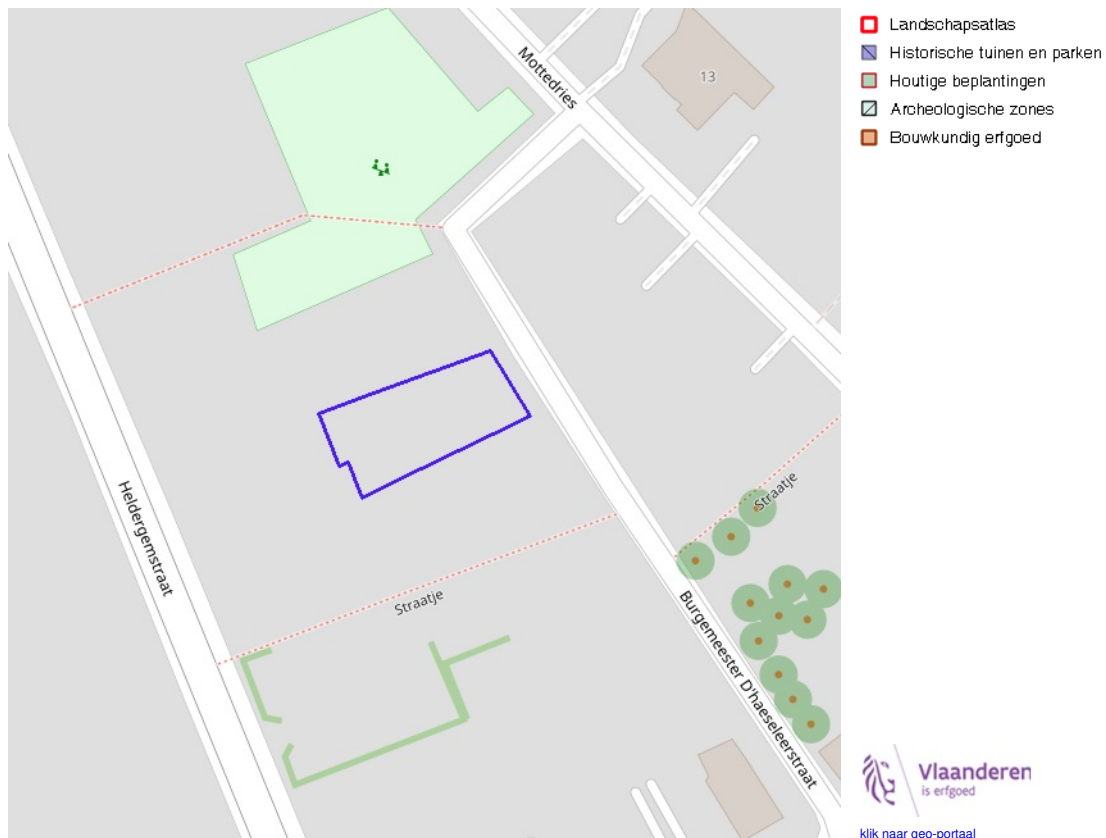 Mottedries
13
Heldergemstraat
Straatje
Straatje
Burgemeester D'haeseleerstraat
Landschapsatlas
Historische tuinen en parken
Houtige beplantingen
Archeologische zones
Bouwkundig erfgoed
Vlaanderen
is erfgoed
klik naar geo-portaal